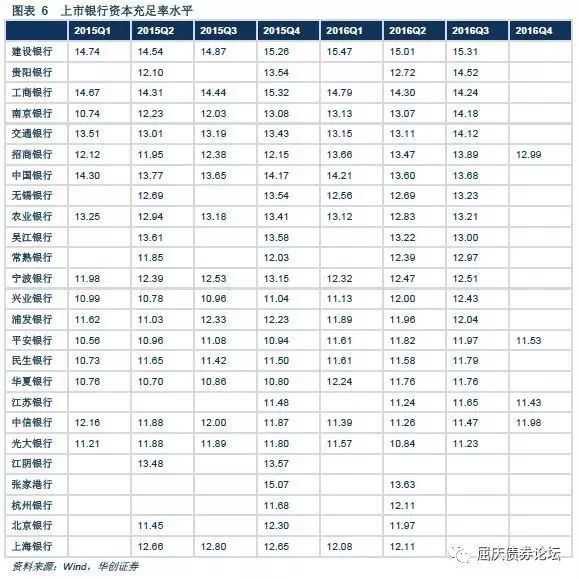 图表 6 上市银行资本充足率水平
2015Q1 2015Q2 2015Q3 2015Q4 2016Q1 2016Q2 2016Q3 2016Q4
建设银行 14.74 14.54 14.87 15.26 15.47 15.01 15.31
贵阳银行 12.10 13.54 12.72 14.52
工商银行 14.67 14.31 14.44 15.32 14.79 14.30 14.24
南京银行 10.74 12.23 12.03 13.08 13.13 13.07 14.18
交通银行 13.51 13.01 13.19 13.43 13.15 13.11 14.12
招商银行 12.12 11.95 12.38 12.15 13.66 13.47 13.89 12.99
中国银行 14.30 13.77 13.65 14.17 14.21 13.60 13.68
无锡银行 12.69 13.54 12.56 12.69 13.23
农业银行 13.25 12.94 13.18 13.41 13.12 12.83 13.21
吴江银行 13.61 13.58 13.22 13.00
常熟银行 11.85 12.03 12.39 12.97
宁波银行 11.98 12.39 12.53 13.15 12.32 12.47 12.51
兴业银行 10.99 10.78 10.96 11.04 11.13 12.00 12.43
浦发银行 11.62 11.03 12.33 12.23 11.89 11.96 12.04
平安银行 10.56 10.96 11.08 10.94 11.61 11.82 11.97 11.53
民生银行 10.73 11.65 11.42 11.50 11.61 11.58 11.79
华夏银行 10.76 10.70 10.86 10.80 12.24 11.76 11.76
江苏银行 11.48 11.24 11.65 11.43
中信银行 12.16 11.88 12.00 11.87 11.39 11.26 11.47 11.98
光大银行 11.21 11.88 11.89 11.80 11.57 10.84 11.23
江阴银行 13.48 13.57
张家港行 15.07 13.63
杭州银行 11.68 12.11
北京银行 11.45 12.30 11.97
上海银行 12.66 12.80 12.65 12.08 12.11
资料来源：Wind，华创证券
屈庆债券论坛